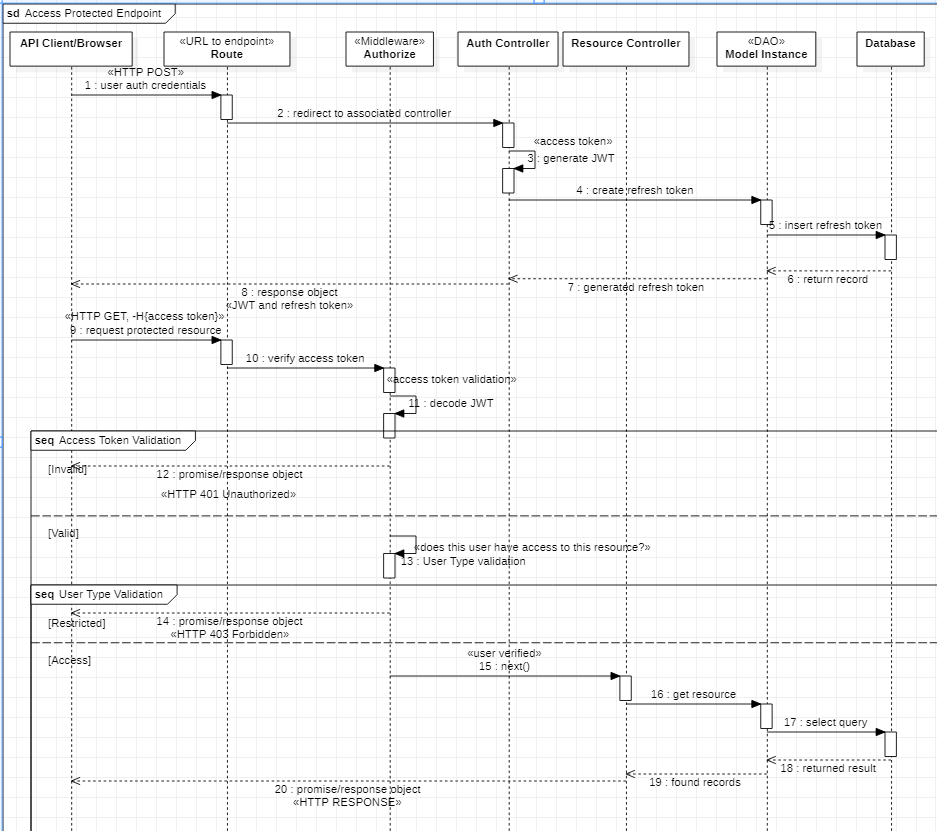 sd Access Protected Endpoint
API Client/Browser
«URL to endpoint»
Route
«Middleware»
Authorize
Auth Controller
Resource Controller
«DAO»
Model Instance
Database
«HTTP POST»
1 : user auth credentials
2 : redirect to associated controller
«access token»
3 : generate JWT
4 : create refresh token
5 : insert refresh token
6 : return record
7 : generated refresh token
8 : response object
«JWT and refresh token»
«HTTP GET, -H{access token}»
9 : request protected resource
10 : verify access token
«access token validation»
11 : decode JWT
seq Access Token Validation
[Invalid]
12 : promise/response object
«HTTP 401 Unauthorized»
[Valid]
«does this user have access to this resource?»
13 : User Type validation
seq User Type Validation
[Restricted]
14 : promise/response object
«HTTP 403 Forbidden»
[Access]
«user verified»
15 : next()
16 : get resource
17 : select query
18 : returned result
19 : found records
20 : promise/response object
«HTTP RESPONSE»